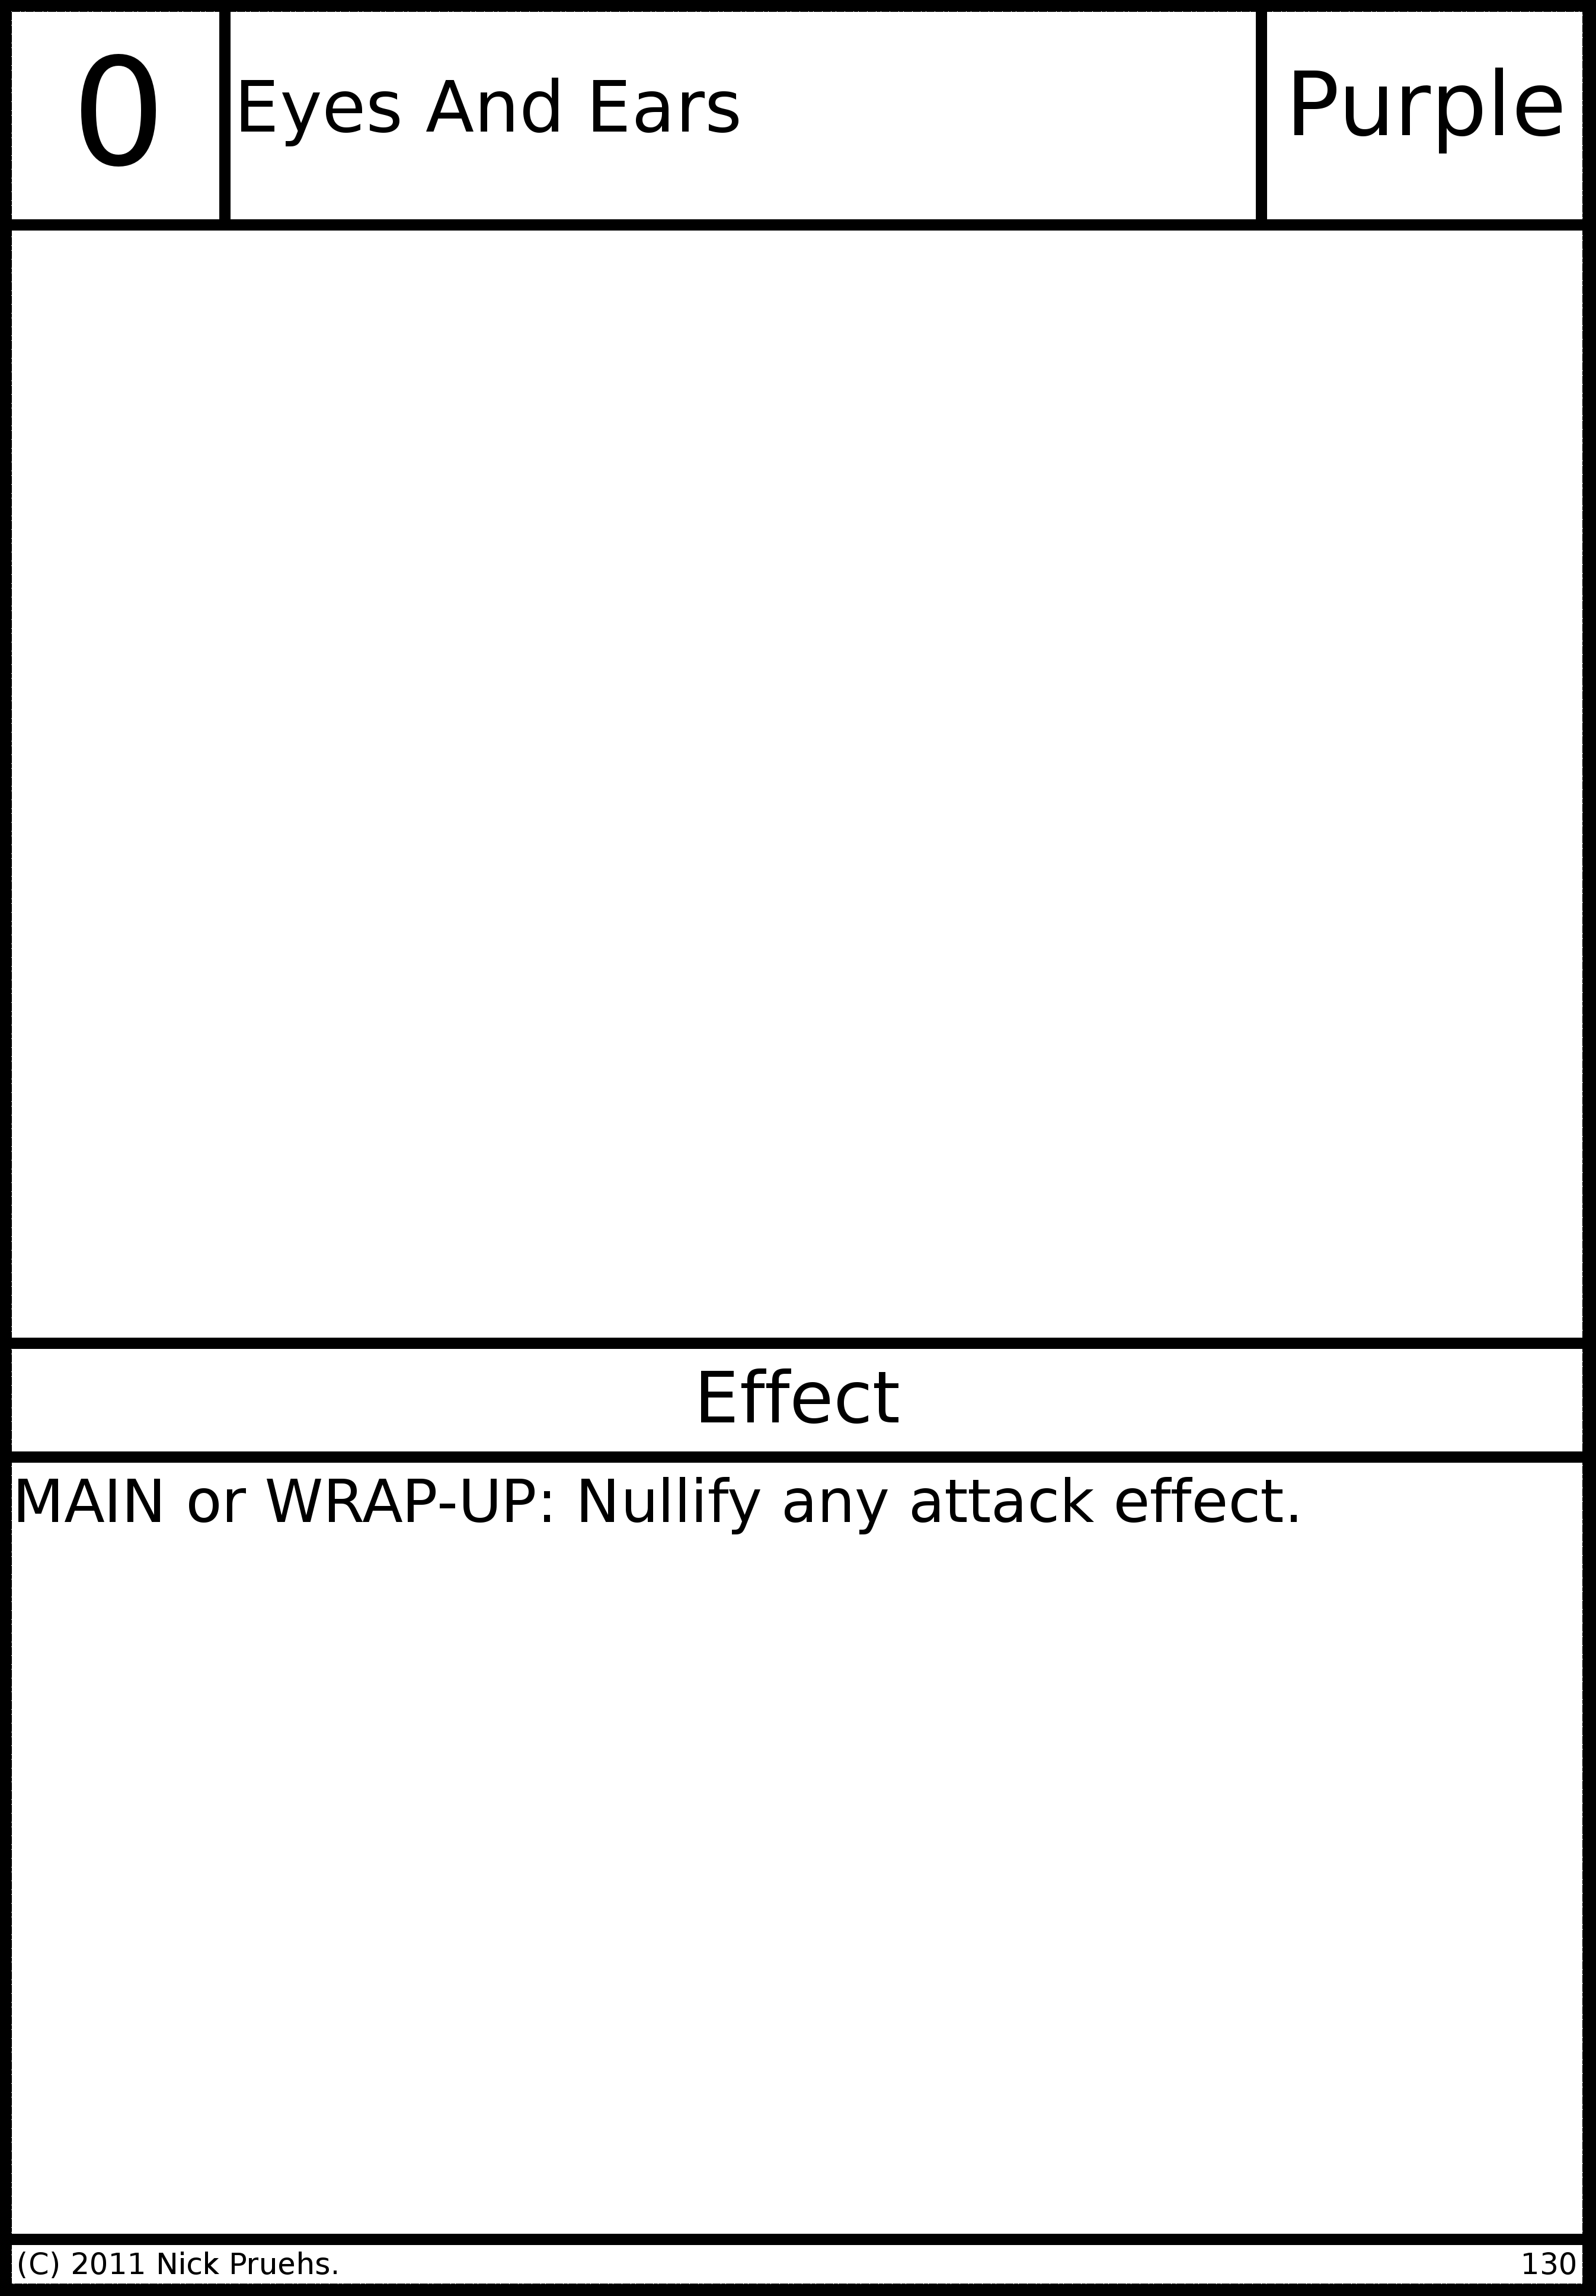 0
Eyes And Ears
Purple
Effect
MAIN or WRAP-UP: Nullify any attack effect.
(C) 2011 Nick Pruehs.
130